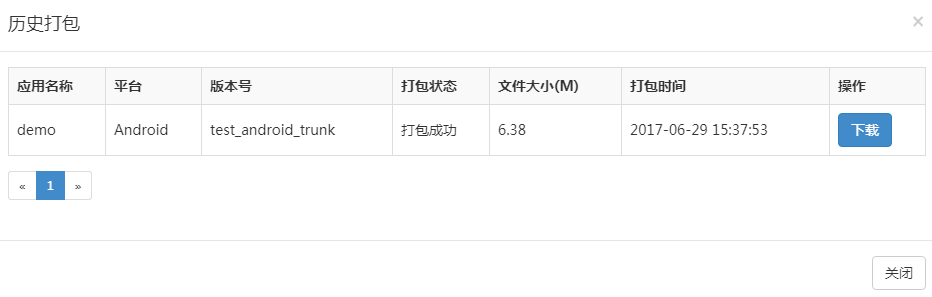 历史打包 ×
应用名称 平台 版本号 打包状态 文件大小(M) 打包时间 操作
demo Android test_android_trunk 打包成功 6.38 2017-06-29 15:37:53 下载
« 1 »
关闭